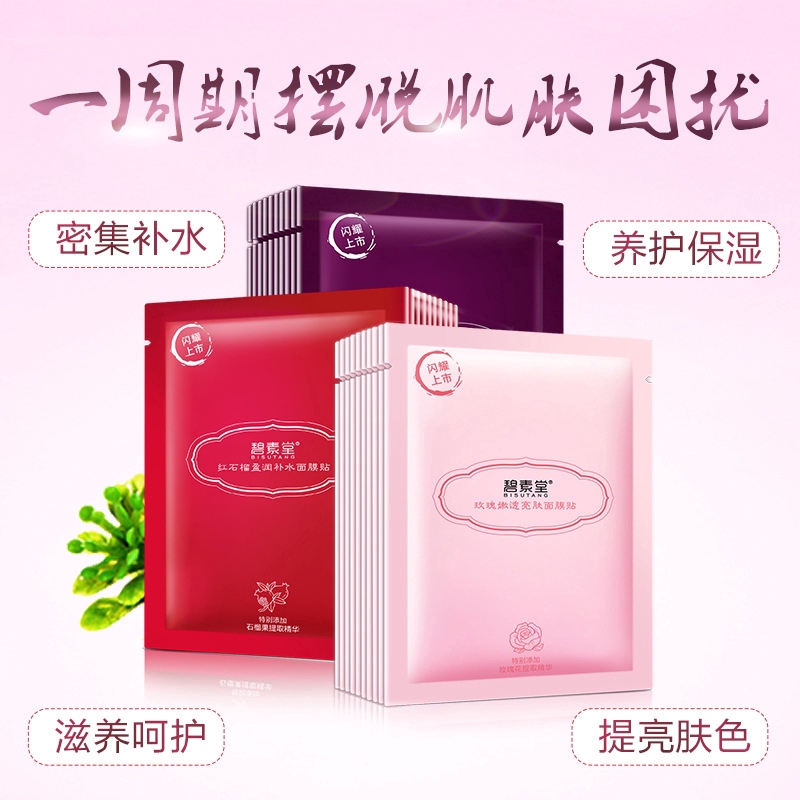 一周期摆脱肌肤困扰
密集补水
养护保湿
闪耀
上市
闪耀
上市
碧素堂®
BISUTANG
红石榴盈润补水面膜贴
特别添加
石榴果提取精华
闪耀
上市
碧素堂®
BISUTANG
玫瑰嫩透亮肤面膜贴
特别添加
玫瑰花提取精华
滋养呵护
提亮肤色